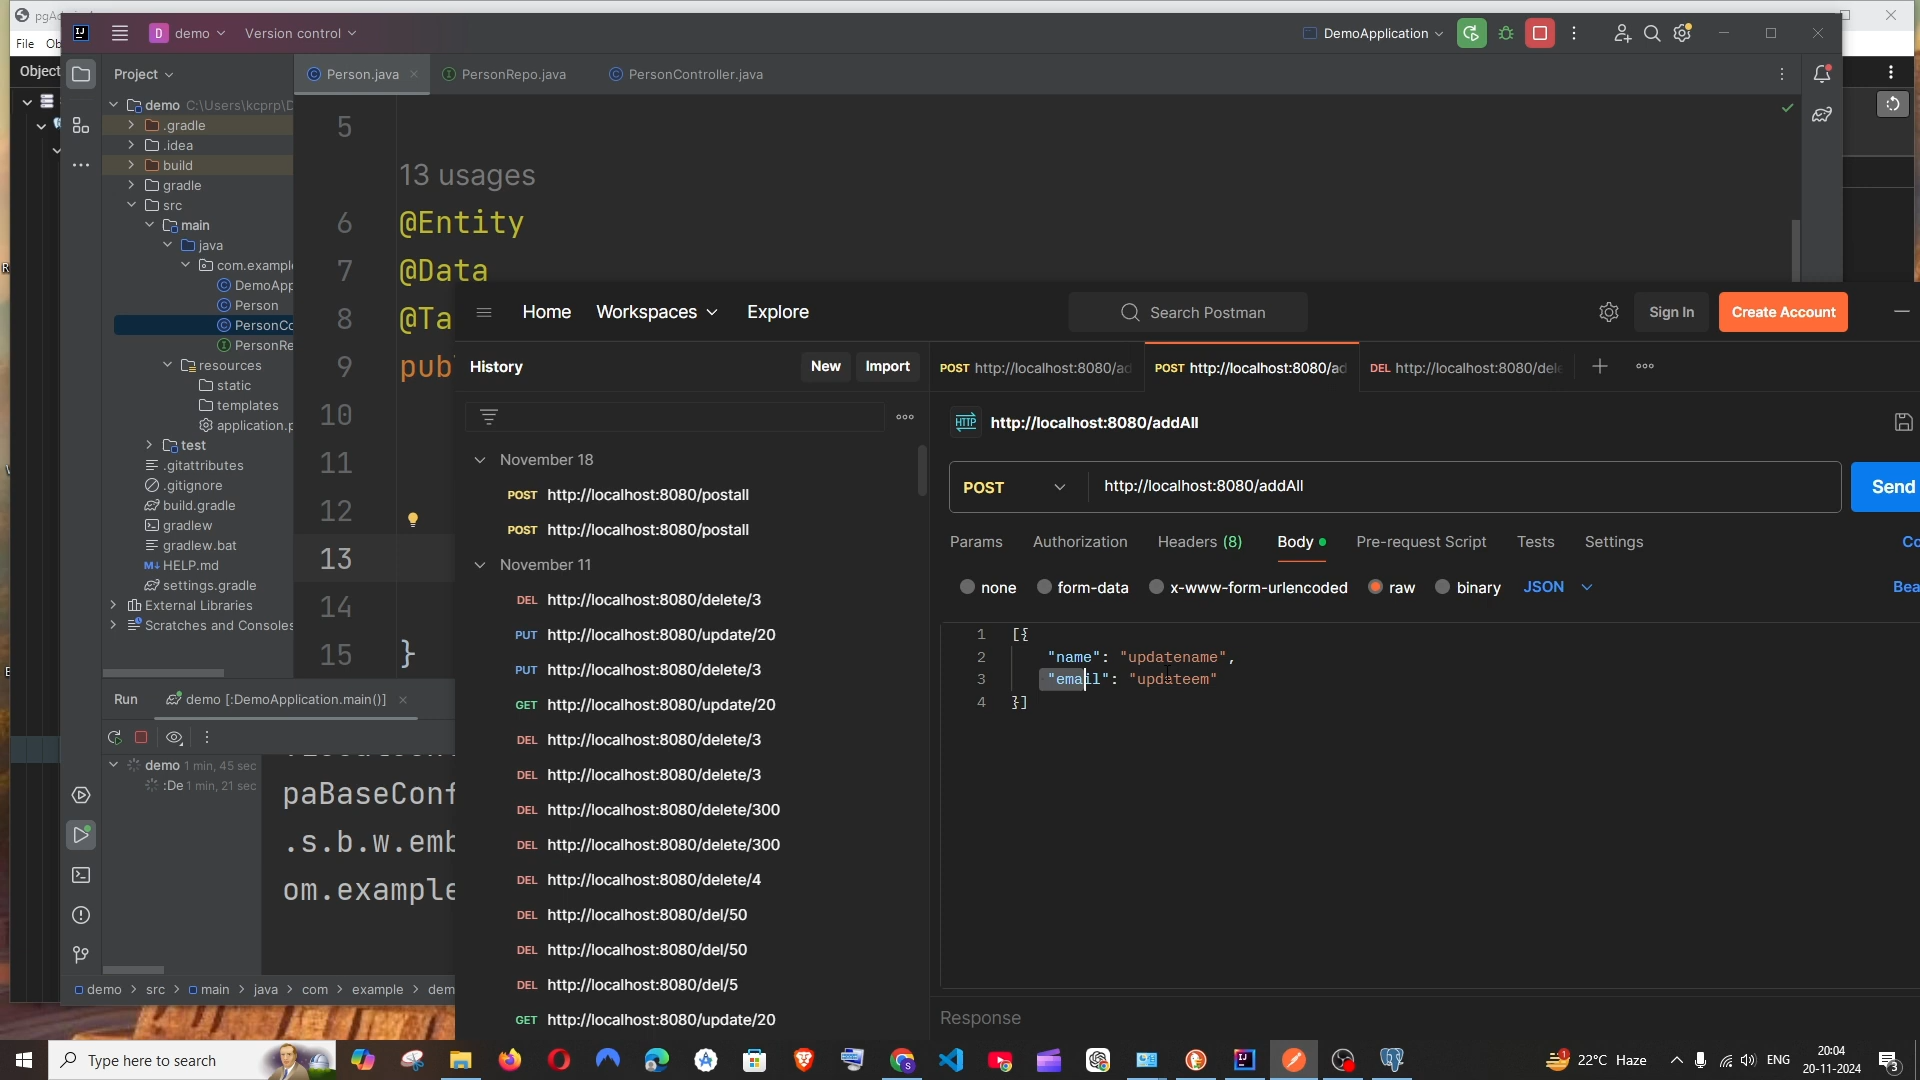 File
Object
demo
Version control
DemoApplication
Project
Person.java
PersonRepo.java
PersonController.java
demo C:\Users\kcprp\D
.gradle
.idea
build
gradle
src
main
java
com.example
DemoApp
Person
PersonCo
PersonRe
resources
static
templates
application.p
test
.gitattributes
.gitignore
build.gradle
gradlew
gradlew.bat
HELP.md
settings.gradle
External Libraries
Scratches and Consoles
5
13 usages
6 @Entity
7 @Data
8 @Ta
9 pub
10
11
12
13
14
15 }
Run
demo [:DemoApplication.main()]
demo 1 min, 45 sec
:De 1 min, 21 sec
paBaseConf
.s.b.w.emb
om.example
demo > src > main > java > com > example > dem
Home
Workspaces
Explore
Search Postman
Sign In
Create Account
History
New
Import
November 18
POST http://localhost:8080/postall
POST http://localhost:8080/postall
November 11
DEL http://localhost:8080/delete/3
PUT http://localhost:8080/update/20
PUT http://localhost:8080/delete/3
GET http://localhost:8080/update/20
DEL http://localhost:8080/delete/3
DEL http://localhost:8080/delete/3
DEL http://localhost:8080/delete/300
DEL http://localhost:8080/delete/300
DEL http://localhost:8080/delete/4
DEL http://localhost:8080/del/50
DEL http://localhost:8080/del/50
DEL http://localhost:8080/del/5
GET http://localhost:8080/update/20
POST http://localhost:8080/ad
POST http://localhost:8080/ad
DEL http://localhost:8080/dele
HTTP http://localhost:8080/addAll
POST
http://localhost:8080/addAll
Send
Params
Authorization
Headers (8)
Body
Pre-request Script
Tests
Settings
Co
none
form-data
x-www-form-urlencoded
raw
binary
JSON
Bea
1 [{
2 "name": "updatename",
3 "email": "updateem"
4 }]
Response
Type here to search
22°C Haze
ENG
20:04
20-11-2024
3